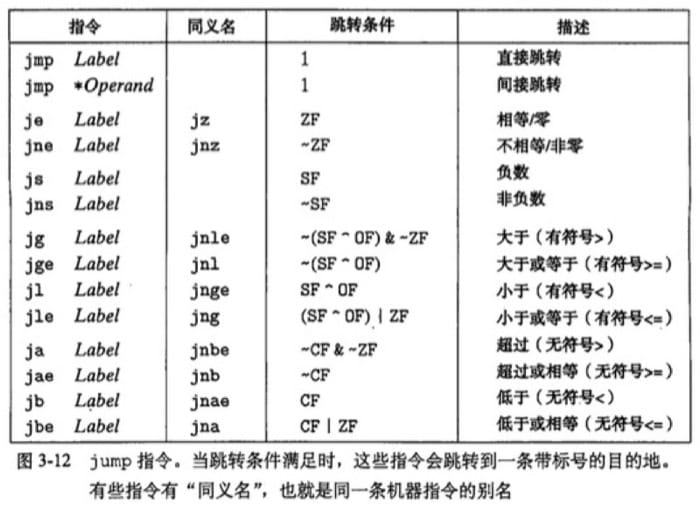 指令 同义名 跳转条件 描述
jmp Label 1 直接跳转
jmp *Operand 1 间接跳转
je Label jz ZF 相等/零
jne Label jnz ~ZF 不相等/非零
js Label SF 负数
jns Label ~SF 非负数
jg Label jnle ~(SF ^ OF) & ~ZF 大于（有符号>）
jge Label jnl ~(SF ^ OF) 大于或等于（有符号>=）
jl Label jnge SF ^ OF 小于（有符号<）
jle Label jng (SF ^ OF) | ZF 小于或等于（有符号<=）
ja Label jnbe ~CF & ~ZF 超过（无符号>）
jae Label jnb ~CF 超过或相等（无符号>=）
jb Label jnae CF 低于（无符号<）
jbe Label jna CF | ZF 低于或相等（无符号<=）
图 3-12 jump 指令。当跳转条件满足时，这些指令会跳转到一条带标号的目的地。
有些指令有“同义名”，也就是同一条机器指令的别名